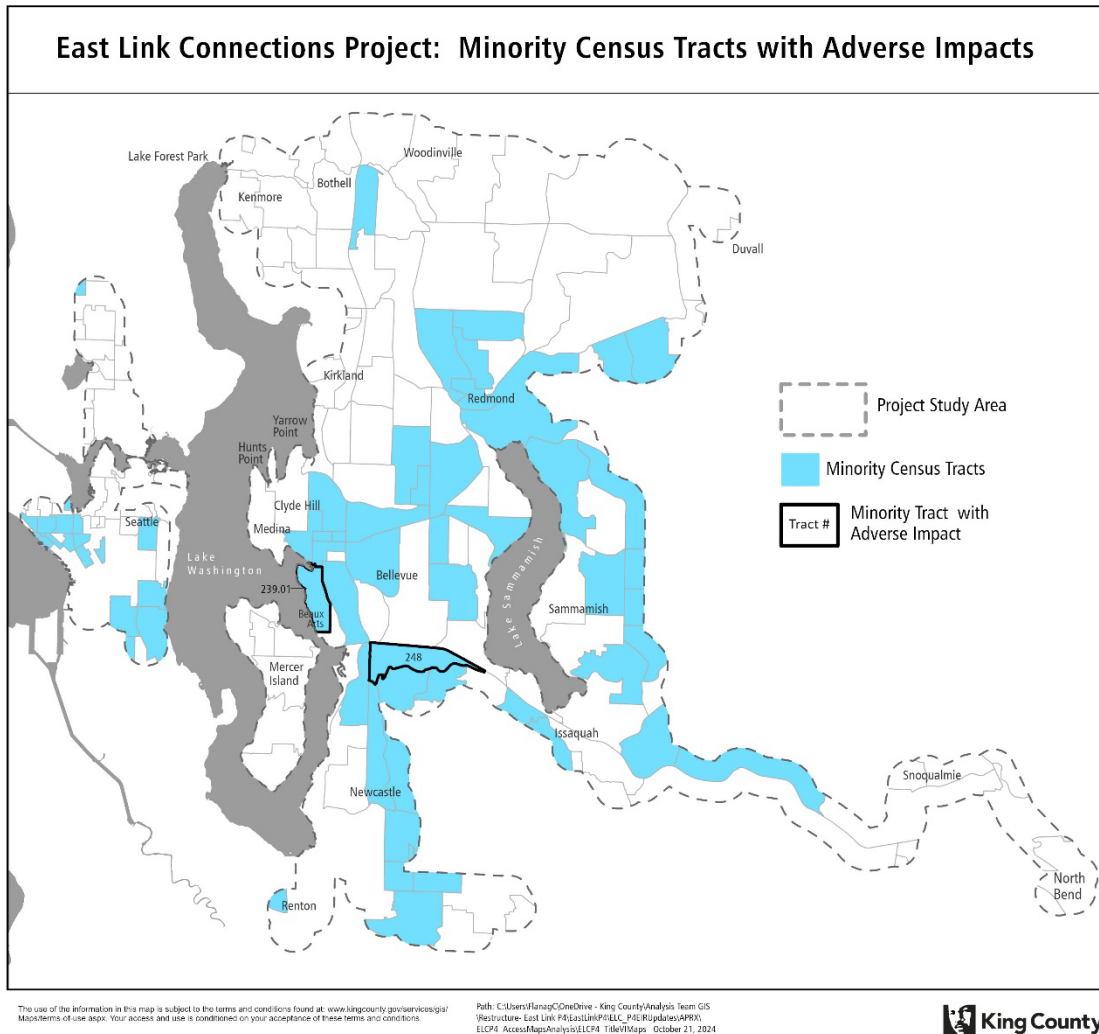 East Link Connections Project: Minority Census Tracts with Adverse Impacts
Lake Forest Park
Woodinville
Bothell
Kenmore
Duvall
Kirkland
Redmond
Yarrow
Point
Hunts
Point
Clyde Hill
Medina
Seattle
Lake
Washington
Bellevue
239.01
Beaux
Arts
Lake Sammamish
Sammamish
248
Mercer
Island
Issaquah
Newcastle
Snoqualmie
North
Bend
Renton
Project Study Area
Minority Census Tracts
Tract #
Minority Tract with
Adverse Impact
The use of the information in this map is subject to the terms and conditions found at: www.kingcounty.gov/services/gis/
Maps/terms-of-use.aspx. Your access and use is conditioned on your acceptance of these terms and conditions.
Path: C:\Users\FlanagC\OneDrive - King County\Analysis Team GIS
\Restructure- East Link P4\EastLinkP4\ELC_P4EIRUpdates\APRX\
ELCP4_AccessMapsAnalysis\ELCP4_TitleVIMaps October 21, 2024
King County